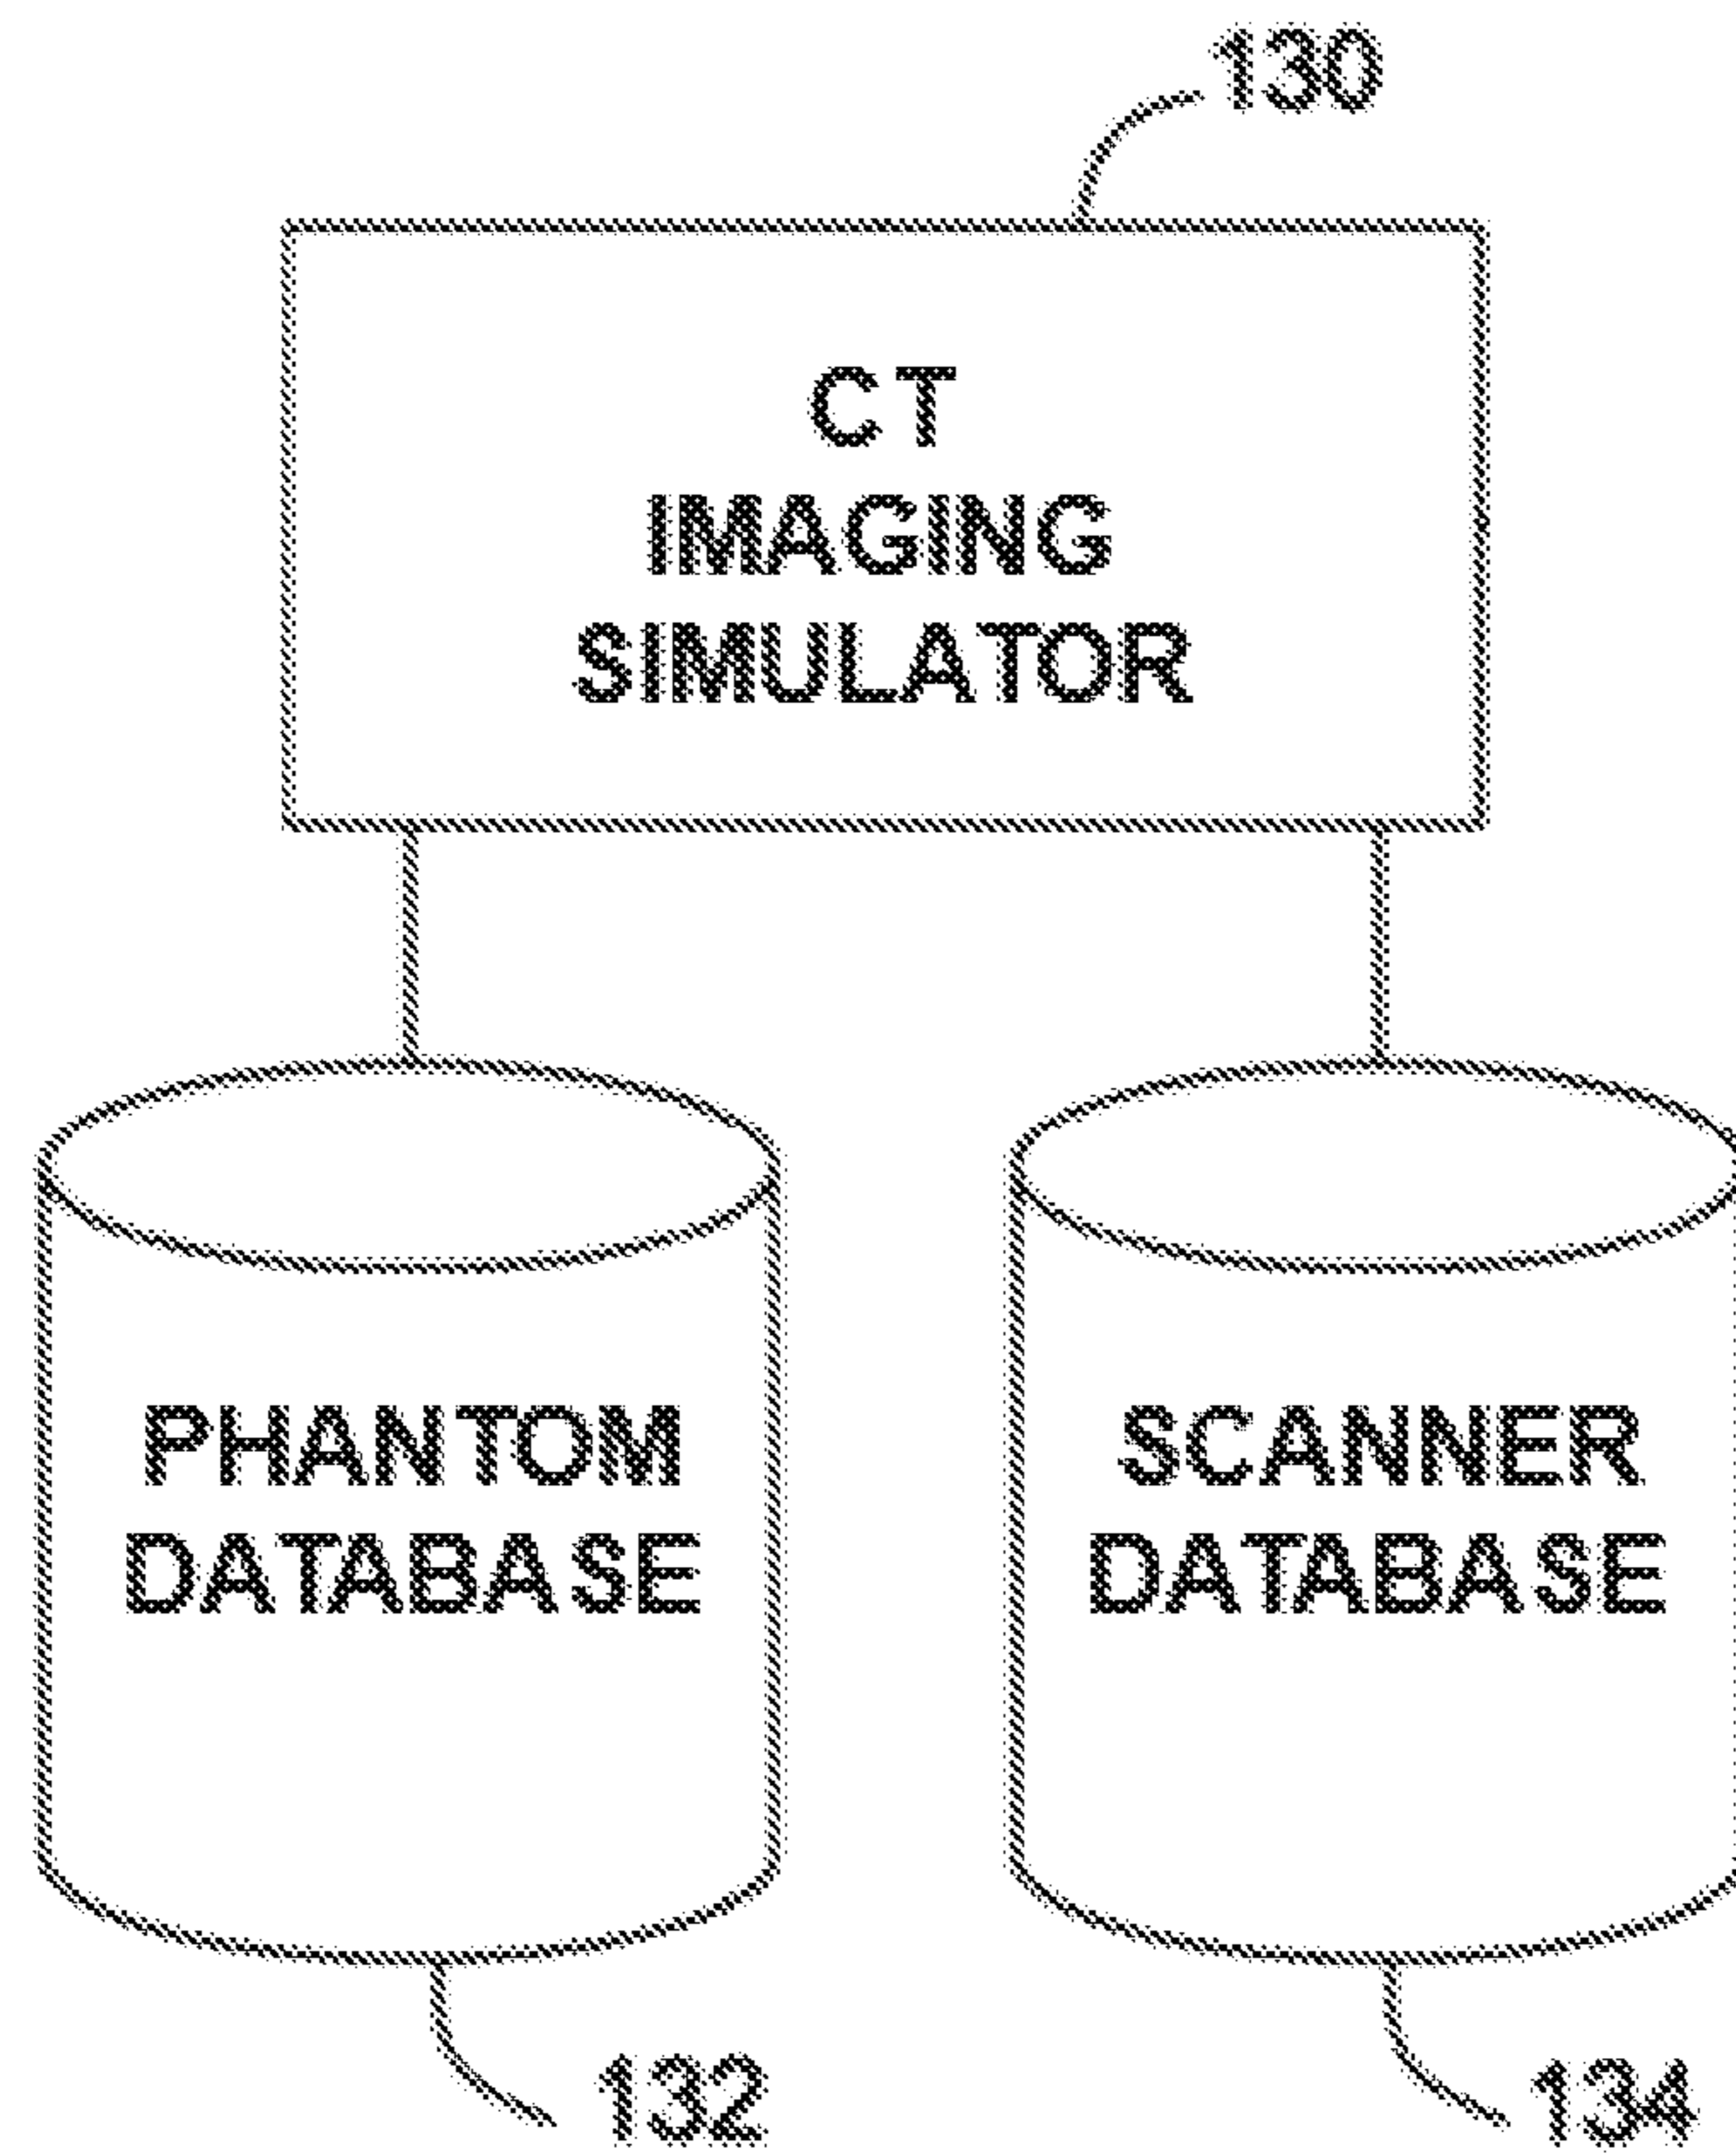 130
CT
IMAGING
SIMULATOR
PHANTOM
DATABASE
SCANNER
DATABASE
132
134